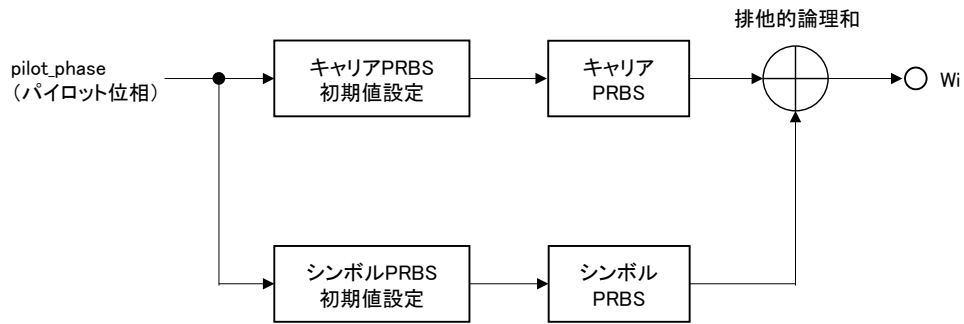 排他的論理和
pilot_phase
（パイロット位相）
キャリアPRBS
初期値設定
キャリア
PRBS
Wi
シンボルPRBS
初期値設定
シンボル
PRBS